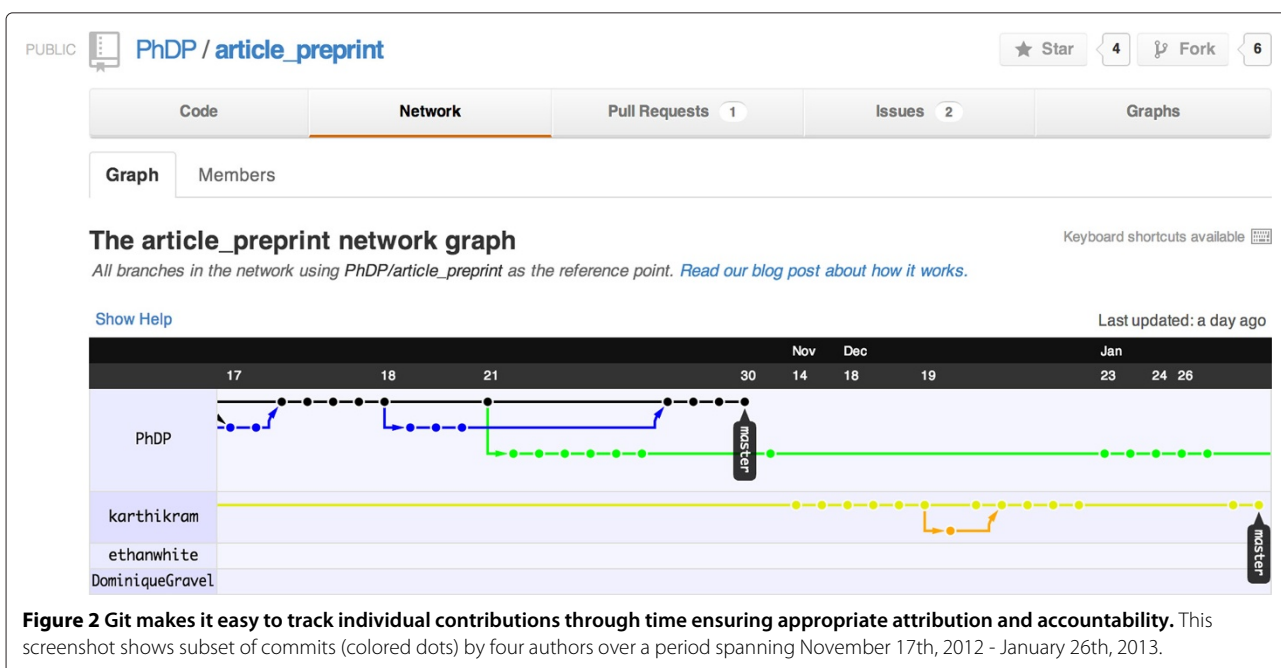 PUBLIC PhDP / article_preprint Star 4 Fork 6
Code Network Pull Requests 1 Issues 2 Graphs
Graph Members
The article_preprint network graph Keyboard shortcuts available
All branches in the network using PhDP/article_preprint as the reference point. Read our blog post about how it works.
Show Help Last updated: a day ago
Nov Dec Jan
17 18 21 30 14 18 19 23 24 26
PhDP
master
karthikram
master
ethanwhite
DominiqueGravel
Figure 2 Git makes it easy to track individual contributions through time ensuring appropriate attribution and accountability. This
screenshot shows subset of commits (colored dots) by four authors over a period spanning November 17th, 2012 - January 26th, 2013.